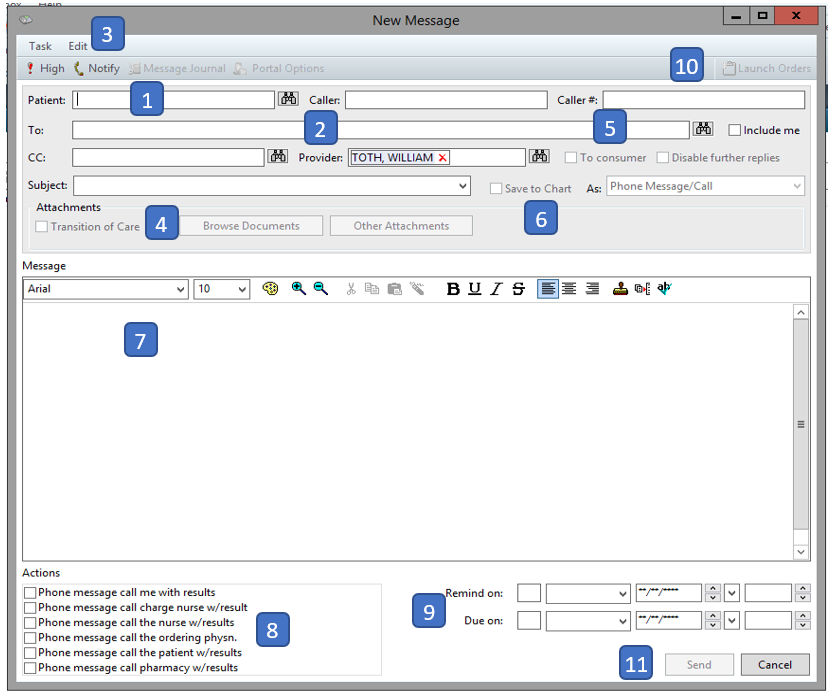 New Message
Task Edit 3
High Notify Message Journal Portal Options 10 Launch Orders
Patient: 1 Caller: Caller #:
To: 2 5 Include me
CC: Provider: TOTH, WILLIAM To consumer Disable further replies
Subject: Save to Chart As: Phone Message/Call
Attachments
Transition of Care 4 Browse Documents Other Attachments 6
Message
Arial 10 B U I S ab
7
Actions
Phone message call me with results Remind on: **/**/****
Phone message call charge nurse w/result 9
Phone message call the nurse w/results Due on: **/**/****
Phone message call the ordering physn. 8
Phone message call the patient w/results
Phone message call pharmacy w/results 11 Send Cancel